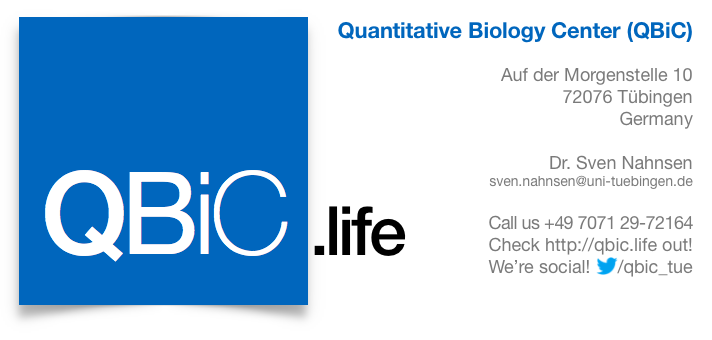 Quantitative Biology Center (QBiC)
Auf der Morgenstelle 10
72076 Tübingen
Germany
Dr. Sven Nahnsen
sven.nahnsen@uni-tuebingen.de
QBiC.life
Call us +49 7071 29-72164
Check http://qbic.life out!
We're social! /qbic_tue